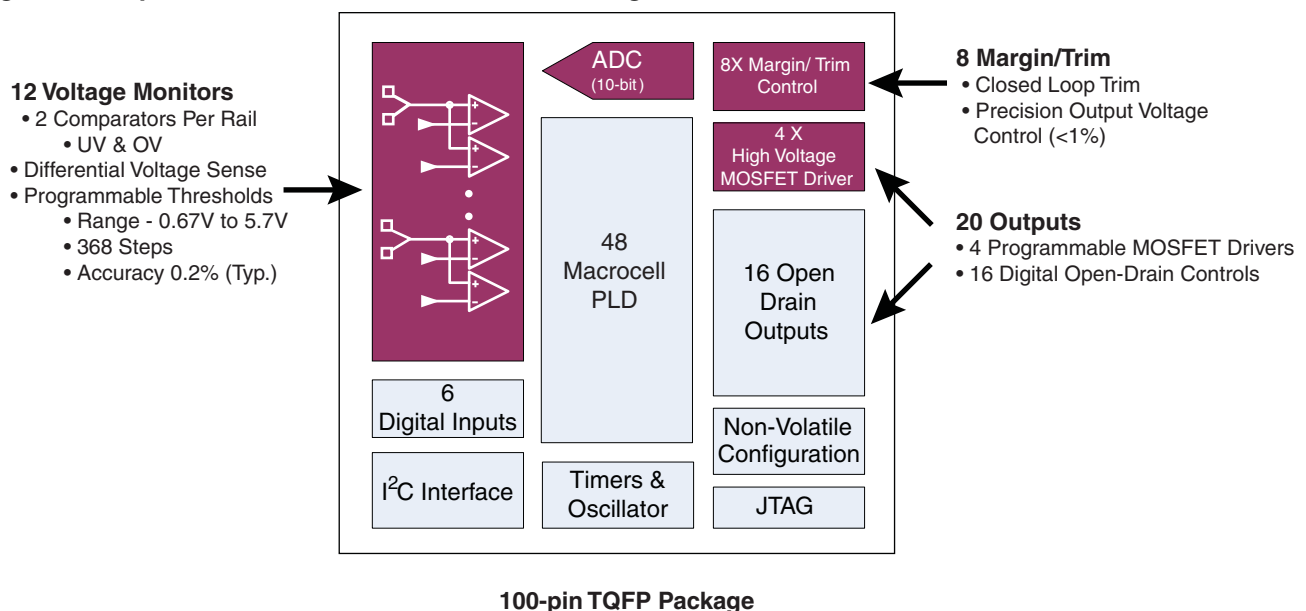 12 Voltage Monitors
• 2 Comparators Per Rail
• UV & OV
• Differential Voltage Sense
• Programmable Thresholds
• Range - 0.67V to 5.7V
• 368 Steps
• Accuracy 0.2% (Typ.)
+
–
+
–
+
–
+
–
6
Digital Inputs
I²C Interface
ADC
(10-bit)
48
Macrocell
PLD
Timers &
Oscillator
8X Margin/ Trim
Control
4 X
High Voltage
MOSFET Driver
16 Open
Drain
Outputs
Non-Volatile
Configuration
JTAG
8 Margin/Trim
• Closed Loop Trim
• Precision Output Voltage
Control (<1%)
20 Outputs
• 4 Programmable MOSFET Drivers
• 16 Digital Open-Drain Controls
100-pin TQFP Package